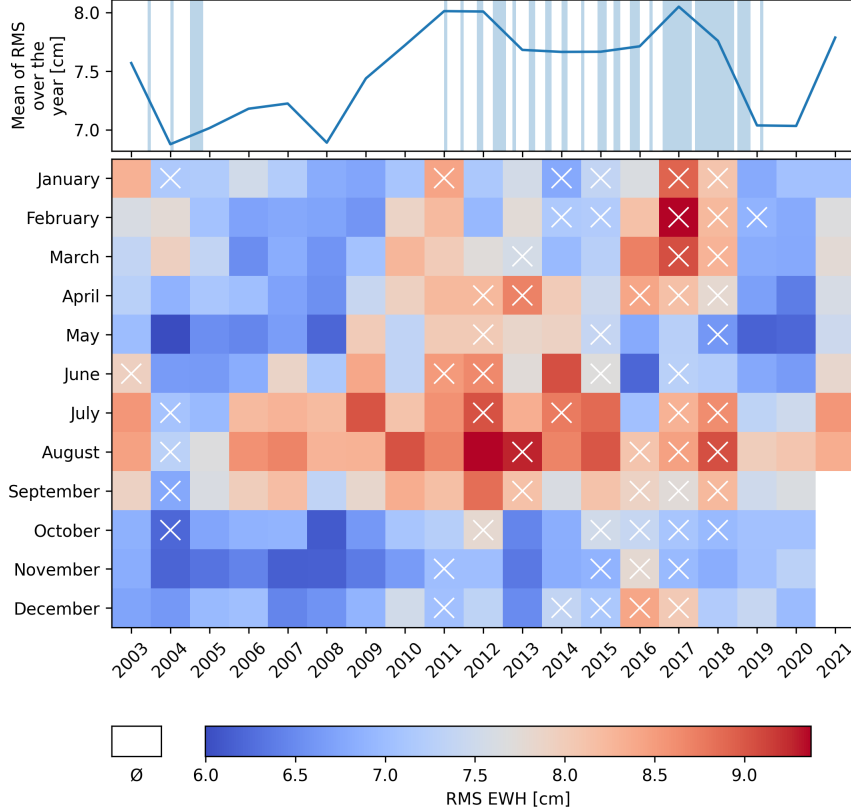 Mean of RMS
over the
year [cm]
8.0
7.5
7.0
January
February
March
April
May
June
July
August
September
October
November
December
2003 2004 2005 2006 2007 2008 2009 2010 2011 2012 2013 2014 2015 2016 2017 2018 2019 2020 2021
Ø
6.0 6.5 7.0 7.5 8.0 8.5 9.0
RMS EWH [cm]